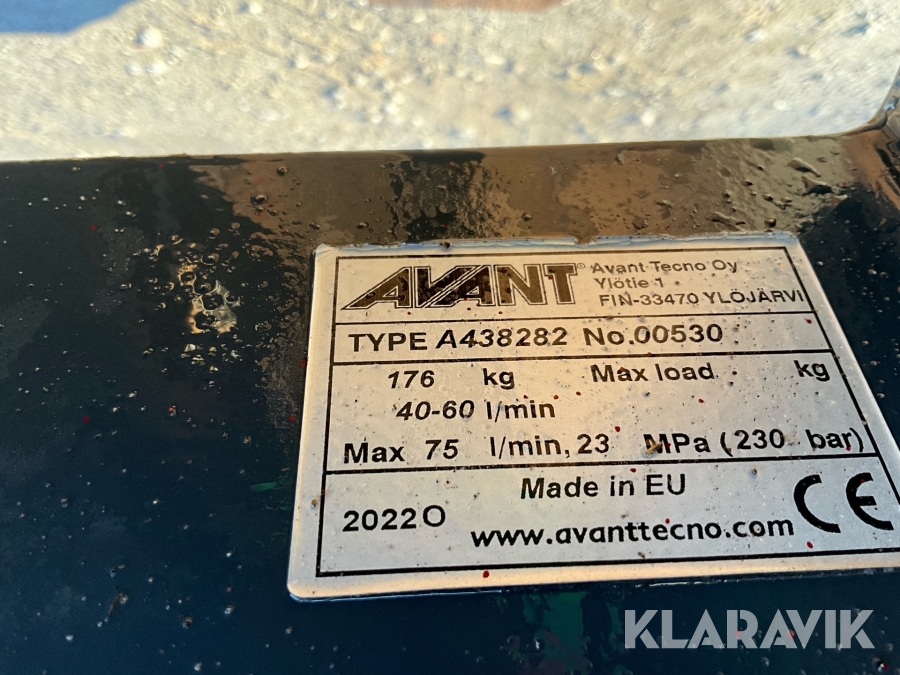 AVANT® Avant Tecno Oy
Ylötie 1
FIN-33470 YLÖJÄRVI
TYPE A438282 No.00530
176 kg Max load kg
40-60 l/min
Max 75 l/min, 23 MPa (230 bar)
Made in EU
2022O www.avanttecno.com CE
KLARAVIK